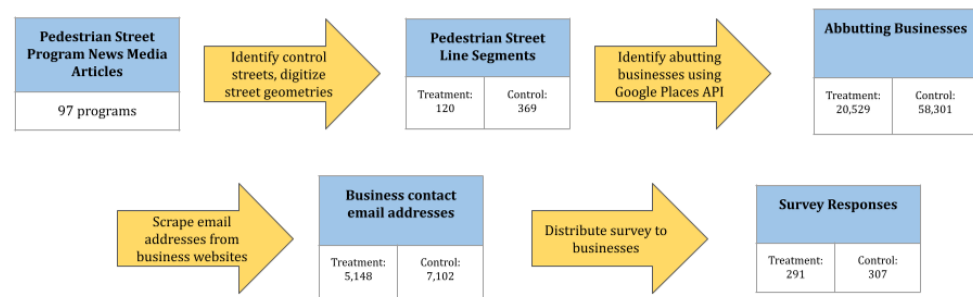 Pedestrian Street
Program News Media
Articles
97 programs
Identify control
streets, digitize
street geometries
Pedestrian Street
Line Segments
Treatment:
120
Control:
369
Identify abutting
businesses using
Google Places API
Abbutting Businesses
Treatment:
20,529
Control:
58,301
Scrape email
addresses from
business websites
Business contact
email addresses
Treatment:
5,148
Control:
7,102
Distribute survey to
businesses
Survey Responses
Treatment:
291
Control:
307